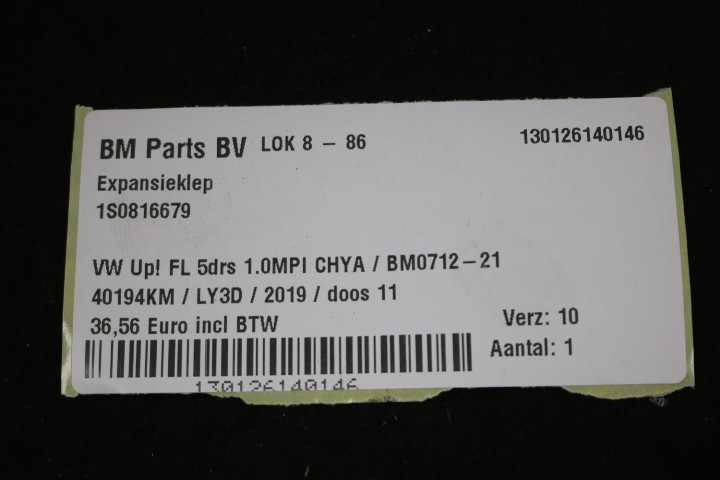 BM Parts BV LOK 8 - 86 130126140146
Expansieklep
1S0816679
VW Up! FL 5drs 1.0MPI CHYA / BM0712-21
40194KM / LY3D / 2019 / doos 11
36,56 Euro incl BTW Verz: 10
Aantal: 1
130126140146